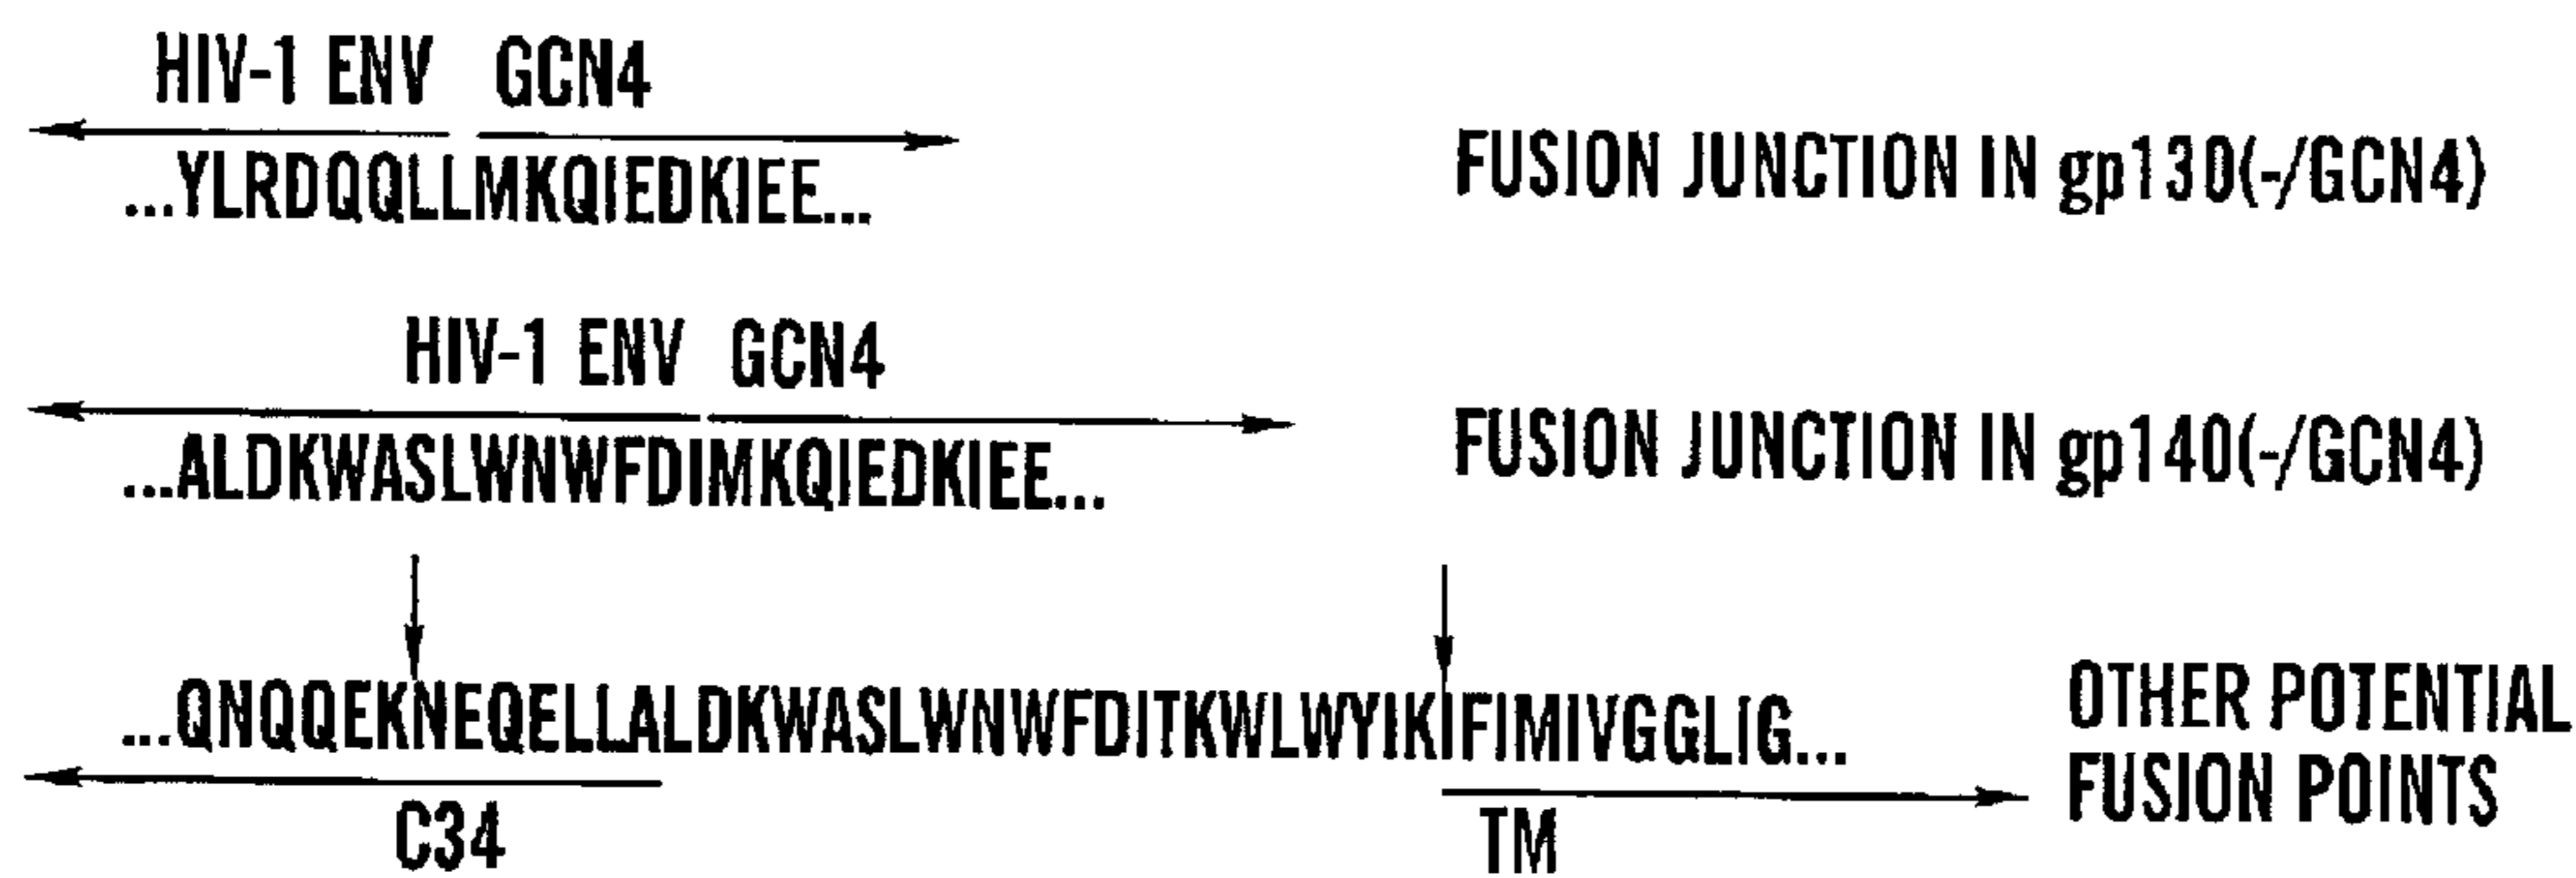 HIV-1 ENV GCN4
...YLRDQQLLMKQIEDKIEE...
FUSION JUNCTION IN gp130(-/GCN4)
HIV-1 ENV GCN4
...ALDKWASLWNWFDIMKQIEDKIEE...
FUSION JUNCTION IN gp140(-/GCN4)
...QNQQEKNEQELLALDKWASLWNWFDITKWLWYIKIFIMIVGGLIG...
OTHER POTENTIAL
FUSION POINTS
C34
TM